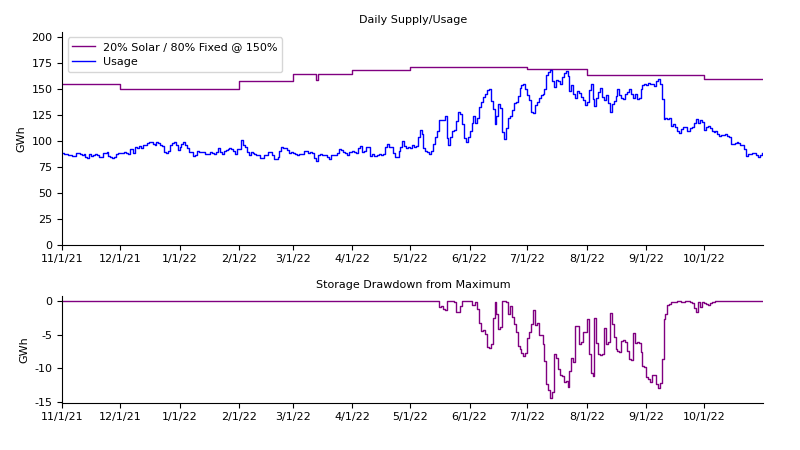 Daily Supply/Usage
200
175
150
125
100
75
50
25
0
GWh
20% Solar / 80% Fixed @ 150%
Usage
11/1/21 12/1/21 1/1/22 2/1/22 3/1/22 4/1/22 5/1/22 6/1/22 7/1/22 8/1/22 9/1/22 10/1/22
Storage Drawdown from Maximum
0
-5
-10
-15
GWh
11/1/21 12/1/21 1/1/22 2/1/22 3/1/22 4/1/22 5/1/22 6/1/22 7/1/22 8/1/22 9/1/22 10/1/22